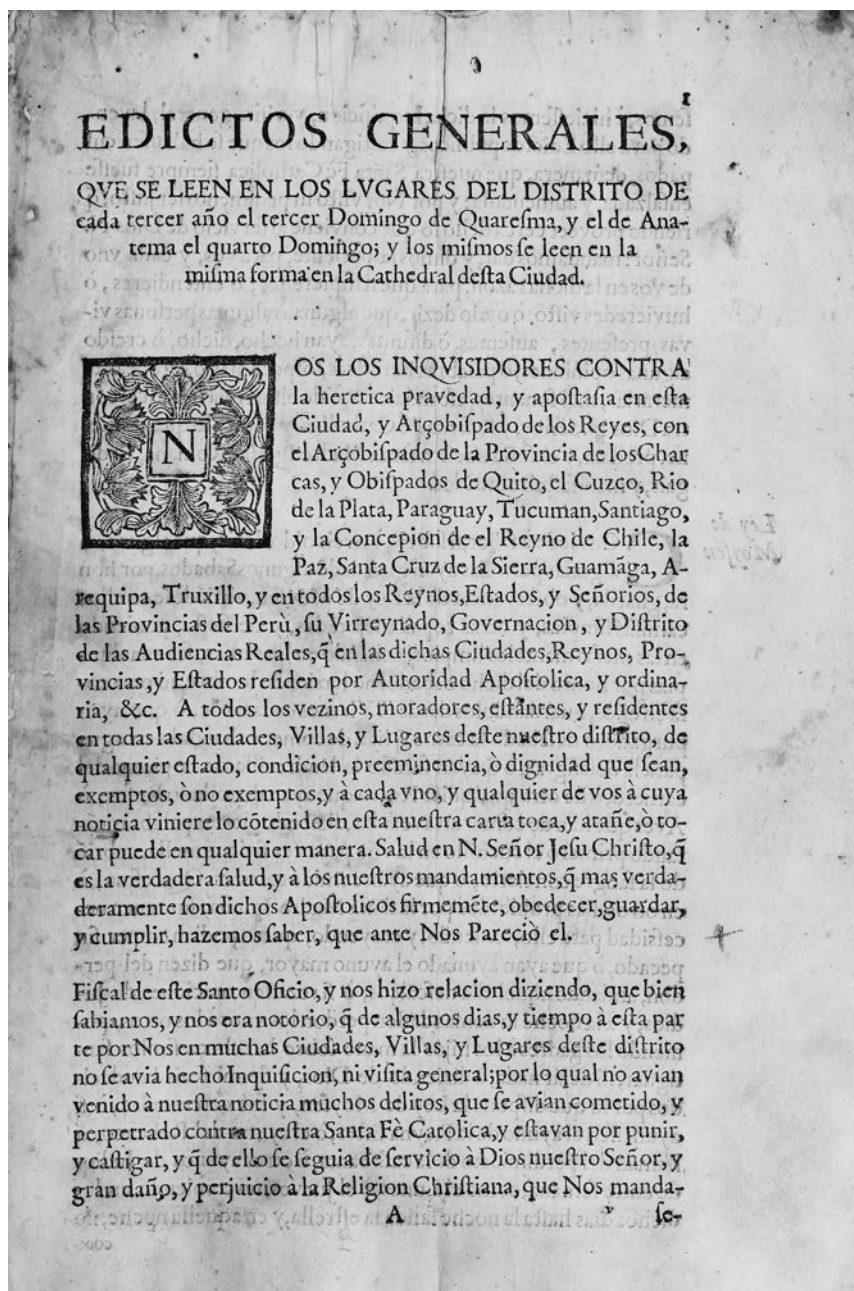 1
EDICTOS GENERALES,
QVE SE LEEN EN LOS LVGARES DEL DISTRITO DE
cada tercer año el tercer Domingo de Quaresma, y el de Ana-
tema el quarto Domingo; y los mismos se leen en la
misma forma en la Cathedral desta Ciudad.
NOS LOS INQVISIDORES CONTRA
la heretica pravedad, y apostasia en esta
Ciudad, y Arçobispado de los Reyes, con
el Arçobispado de la Provincia de los Char
cas, y Obispados de Quito, el Cuzco, Rio
de la Plata, Paraguay, Tucuman, Santiago,
y la Concepion de el Reyno de Chile, la
Paz, Santa Cruz de la Sierra, Guamãga, A-
requipa, Truxillo, y en todos los Reynos, Estados, y Señorios, de
las Provincias del Perù, su Virreynado, Governacion, y Distrito
de las Audiencias Reales, q̃ en las dichas Ciudades, Reynos, Pro-
vincias, y Estados residen por Autoridad Apostolica, y ordina-
ria, &c. A todos los vezinos, moradores, estantes, y residentes
en todas las Ciudades, Villas, y Lugares deste nuestro distrito, de
qualquier estado, condicion, preeminencia, ò dignidad que sean,
exemptos, ò no exemptos, y à cada vno, y qualquier de vos à cuya
noticia viniere lo cõtenido en esta nuestra carta toca, y atañe, ò to-
car puede en qualquier manera. Salud en N. Señor Jesu Christo, q̃
es la verdadera salud, y à los nuestros mandamientos, q̃ mas verda-
deramente son dichos Apostolicos firmemẽte, obedecer, guardar,
y cumplir, hazemos saber, que ante Nos Pareciò el.
Fiscal de este Santo Oficio, y nos hizo relacion diziendo, que bien
sabiamos, y nos era notorio, q̃ de algunos dias, y tiempo à esta par
te por Nos en muchas Ciudades, Villas, y Lugares deste distrito
no se avia hecho Inquisicion, ni visita general; por lo qual no avian
venido à nuestra noticia muchos delitos, que se avian cometido, y
perpetrado contra nuestra Santa Fè Catolica, y estavan por punir,
y castigar, y q̃ de ello se seguia de servicio à Dios nuestro Señor, y
gran daño, y perjuicio à la Religion Christiana, que Nos manda-
A se-